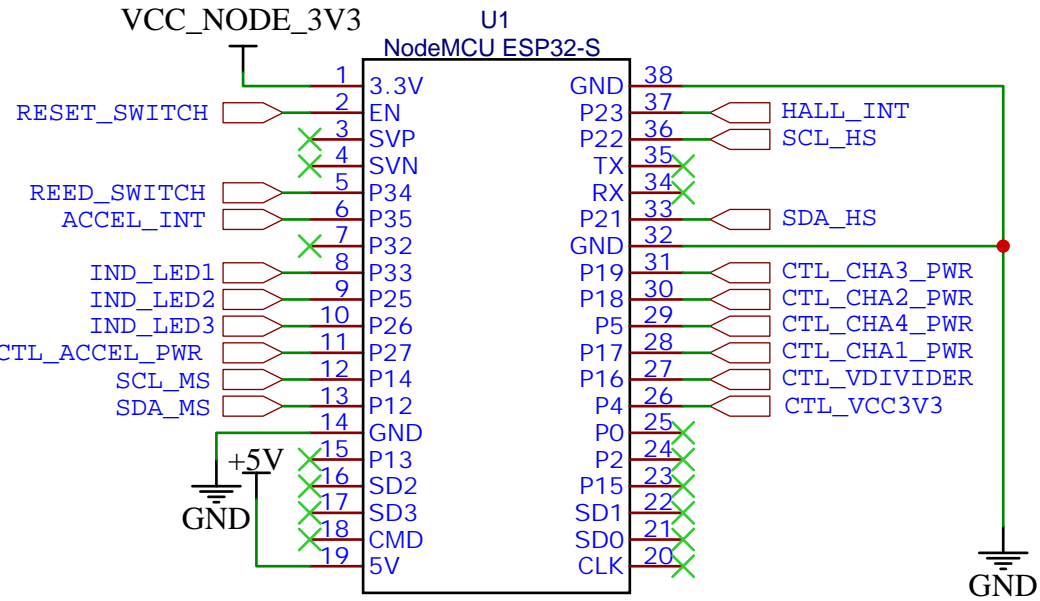 VCC_NODE_3V3
U1
NodeMCU ESP32-S
1 3.3V GND 38
RESET_SWITCH 2 EN P23 37 HALL_INT
3 SVP P22 36 SCL_HS
4 SVN TX 35
REED_SWITCH 5 P34 RX 34
ACCEL_INT 6 P35 P21 33 SDA_HS
7 P32 GND 32
IND_LED1 8 P33 P19 31 CTL_CHA3_PWR
IND_LED2 9 P25 P18 30 CTL_CHA2_PWR
IND_LED3 10 P26 P5 29 CTL_CHA4_PWR
CTL_ACCEL_PWR 11 P27 P17 28 CTL_CHA1_PWR
SCL_MS 12 P14 P16 27 CTL_VDIVIDER
SDA_MS 13 P12 P4 26 CTL_VCC3V3
14 GND P0 25
+5V 15 P13 P2 24
16 SD2 P15 23
GND 17 SD3 SD1 22
18 CMD SD0 21
19 5V CLK 20
GND